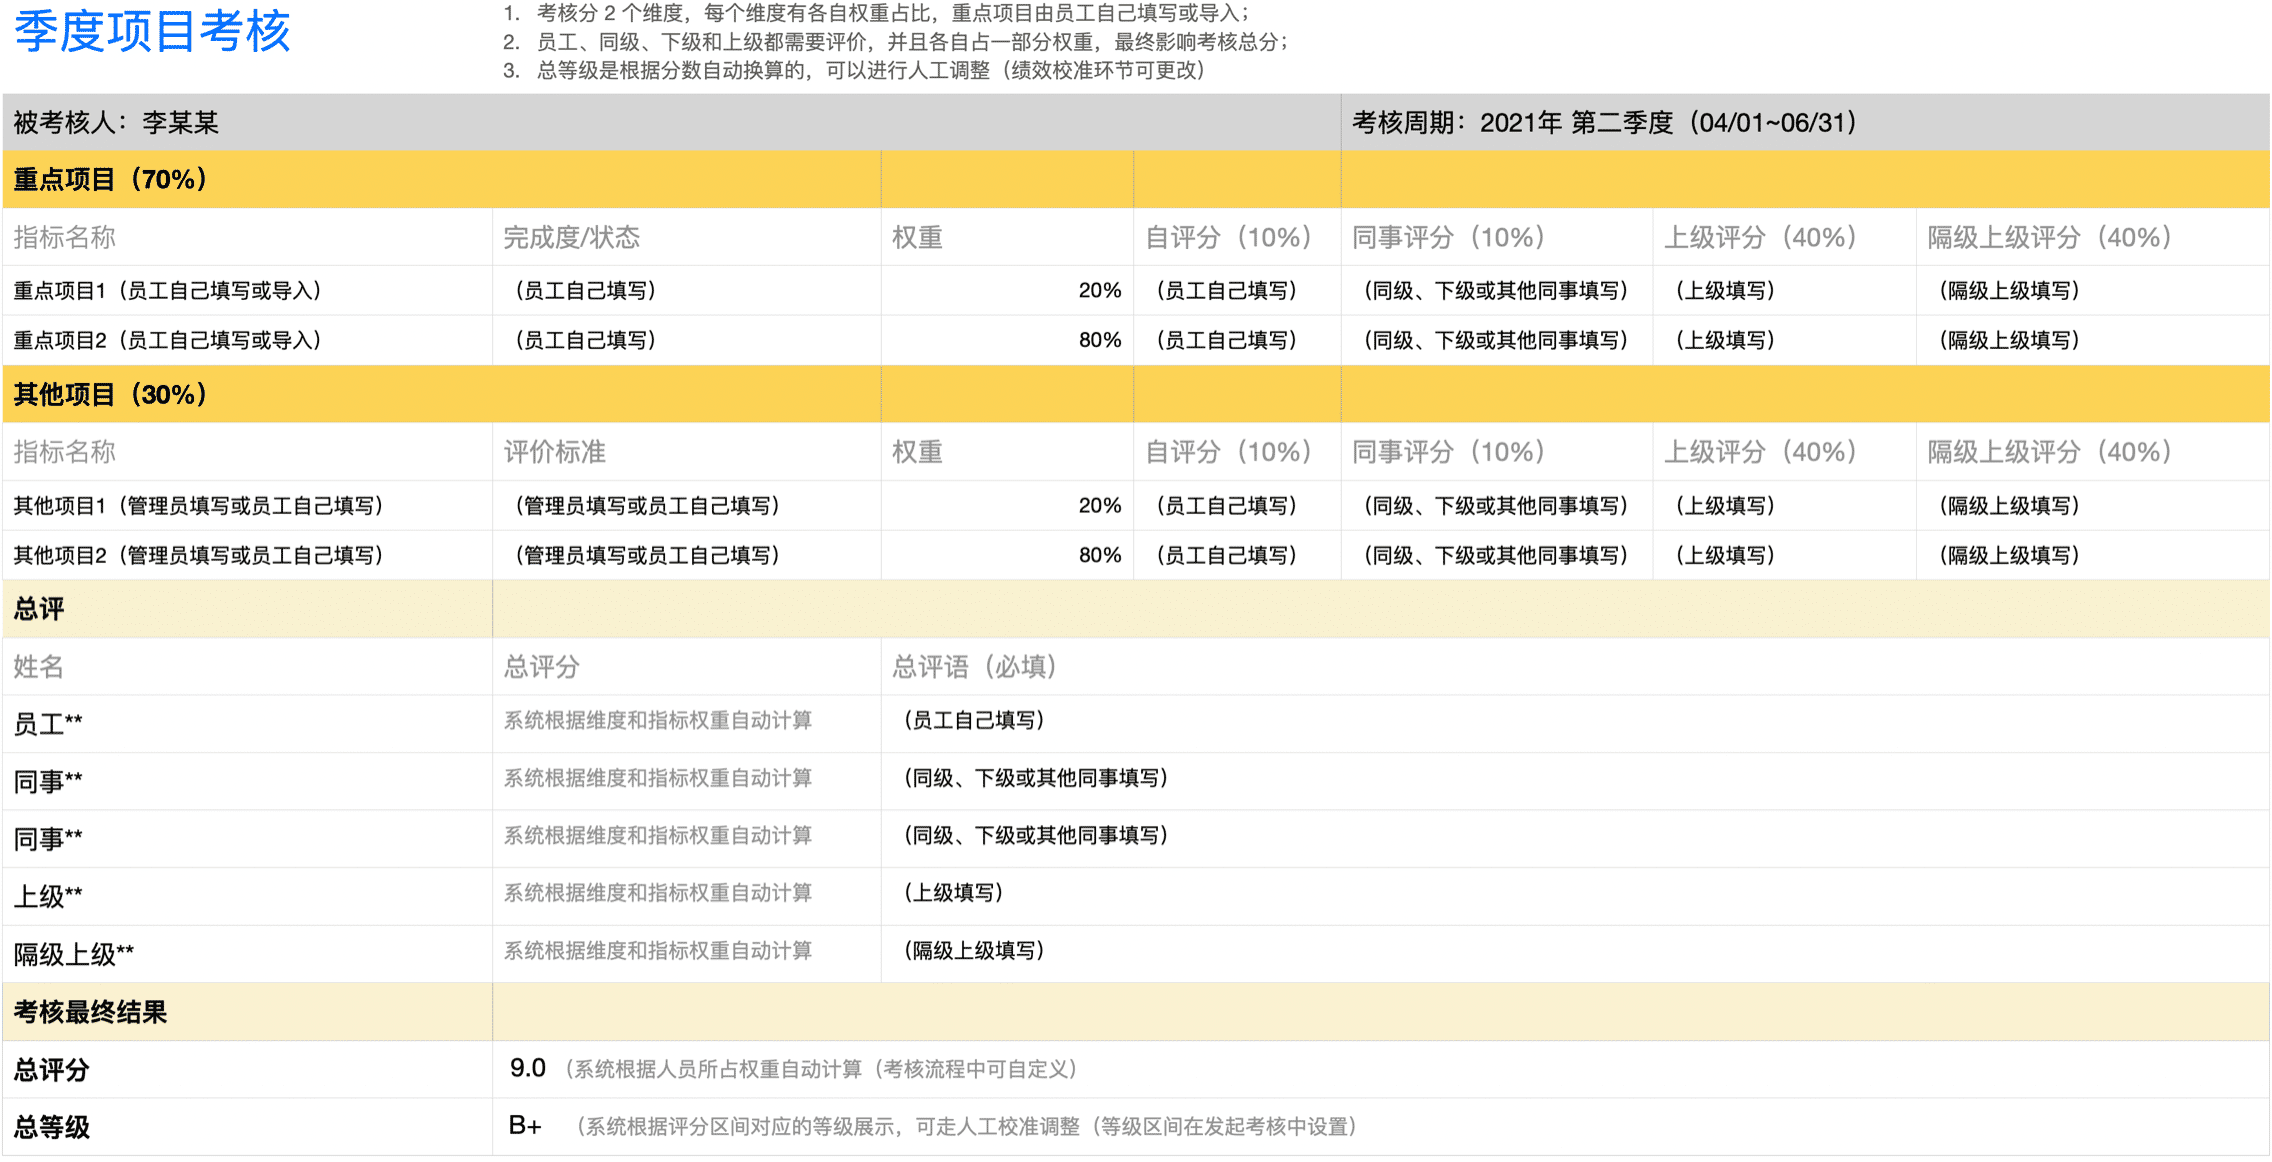 季度项目考核
1. 考核分 2 个维度，每个维度有各自权重占比，重点项目由员工自己填写或导入；
2. 员工、同级、下级和上级都需要评价，并且各自占一部分权重，最终影响考核总分；
3. 总等级是根据分数自动换算的，可以进行人工调整（绩效校准环节可更改）
被考核人：李某某 考核周期：2021年 第二季度（04/01~06/31）
重点项目（70%）
指标名称 完成度/状态 权重 自评分（10%） 同事评分（10%） 上级评分（40%） 隔级上级评分（40%）
重点项目1（员工自己填写或导入） （员工自己填写） 20% （员工自己填写） （同级、下级或其他同事填写） （上级填写） （隔级上级填写）
重点项目2（员工自己填写或导入） （员工自己填写） 80% （员工自己填写） （同级、下级或其他同事填写） （上级填写） （隔级上级填写）
其他项目（30%）
指标名称 评价标准 权重 自评分（10%） 同事评分（10%） 上级评分（40%） 隔级上级评分（40%）
其他项目1（管理员填写或员工自己填写） （管理员填写或员工自己填写） 20% （员工自己填写） （同级、下级或其他同事填写） （上级填写） （隔级上级填写）
其他项目2（管理员填写或员工自己填写） （管理员填写或员工自己填写） 80% （员工自己填写） （同级、下级或其他同事填写） （上级填写） （隔级上级填写）
总评
姓名 总评分 总评语（必填）
员工** 系统根据维度和指标权重自动计算 （员工自己填写）
同事** 系统根据维度和指标权重自动计算 （同级、下级或其他同事填写）
同事** 系统根据维度和指标权重自动计算 （同级、下级或其他同事填写）
上级** 系统根据维度和指标权重自动计算 （上级填写）
隔级上级** 系统根据维度和指标权重自动计算 （隔级上级填写）
考核最终结果
总评分 9.0 （系统根据人员所占权重自动计算（考核流程中可自定义）
总等级 B+ （系统根据评分区间对应的等级展示，可走人工校准调整（等级区间在发起考核中设置）